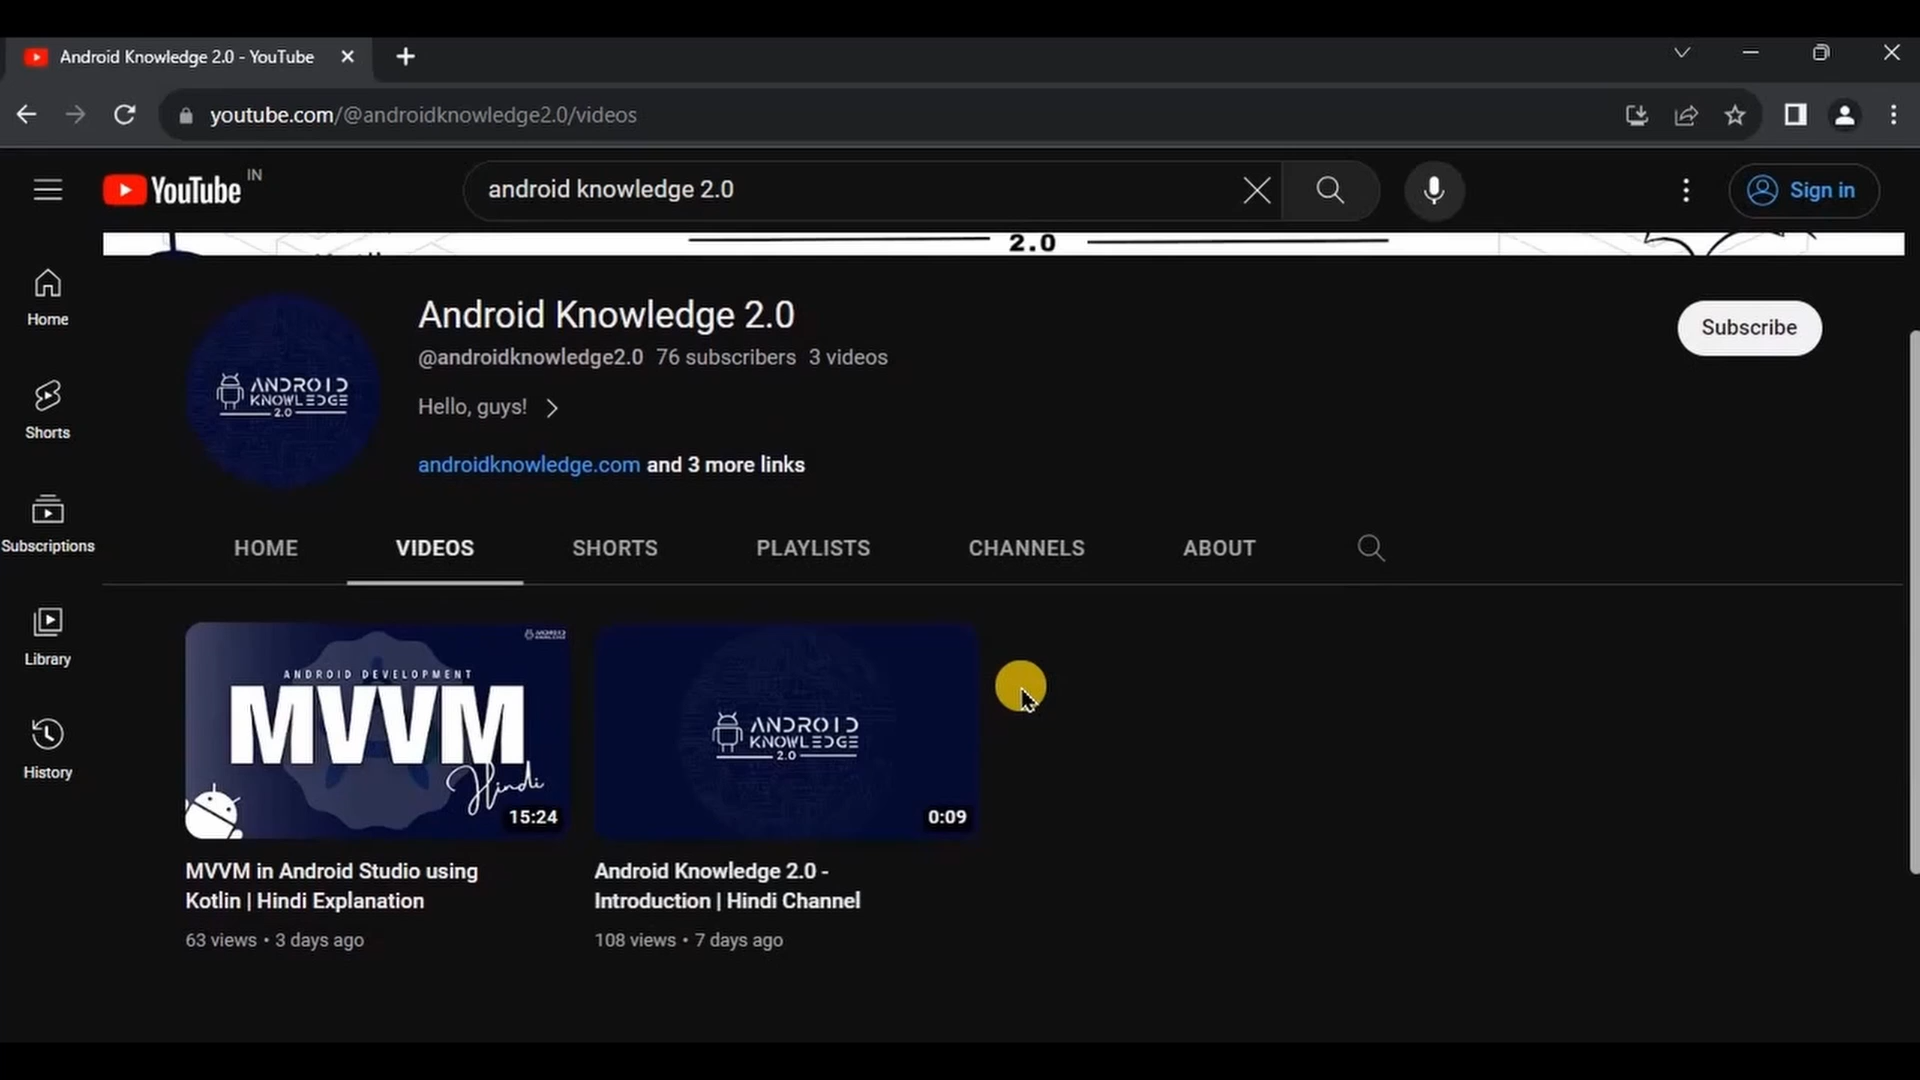 Android Knowledge 2.0 - YouTube
youtube.com/@androidknowledge2.0/videos
YouTube IN
android knowledge 2.0
Sign in
2.0
Home
Shorts
Subscriptions
Library
History
ANDROID
KNOWLEDGE
2.0
Android Knowledge 2.0
@androidknowledge2.0 76 subscribers 3 videos
Hello, guys!
androidknowledge.com and 3 more links
Subscribe
HOME VIDEOS SHORTS PLAYLISTS CHANNELS ABOUT
ANDROID
KNOWLEDGE
ANDROID DEVELOPMENT
MVVM
Hindi
15:24
MVVM in Android Studio using
Kotlin | Hindi Explanation
63 views • 3 days ago
ANDROID
KNOWLEDGE
2.0
0:09
Android Knowledge 2.0 -
Introduction | Hindi Channel
108 views • 7 days ago